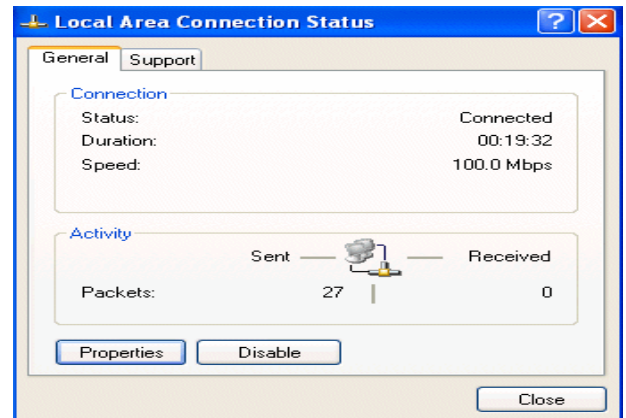 Local Area Connection Status
General Support
Connection
Status: Connected
Duration: 00:19:32
Speed: 100.0 Mbps
Activity
Sent Received
Packets: 27 0
Properties Disable
Close